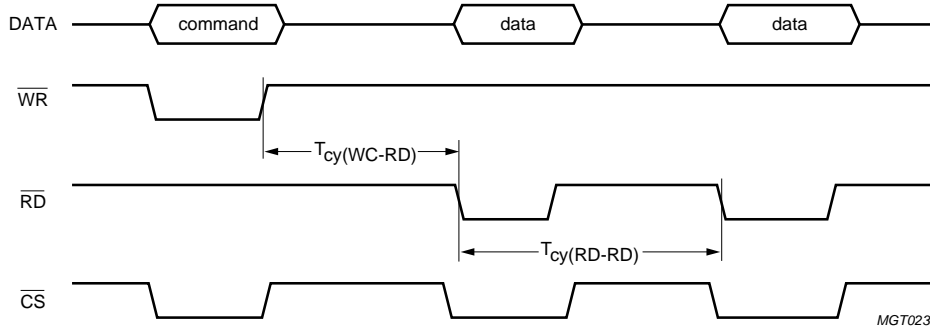 DATA command data data
WR
Tcy(WC-RD)
RD
Tcy(RD-RD)
CS
MGT023